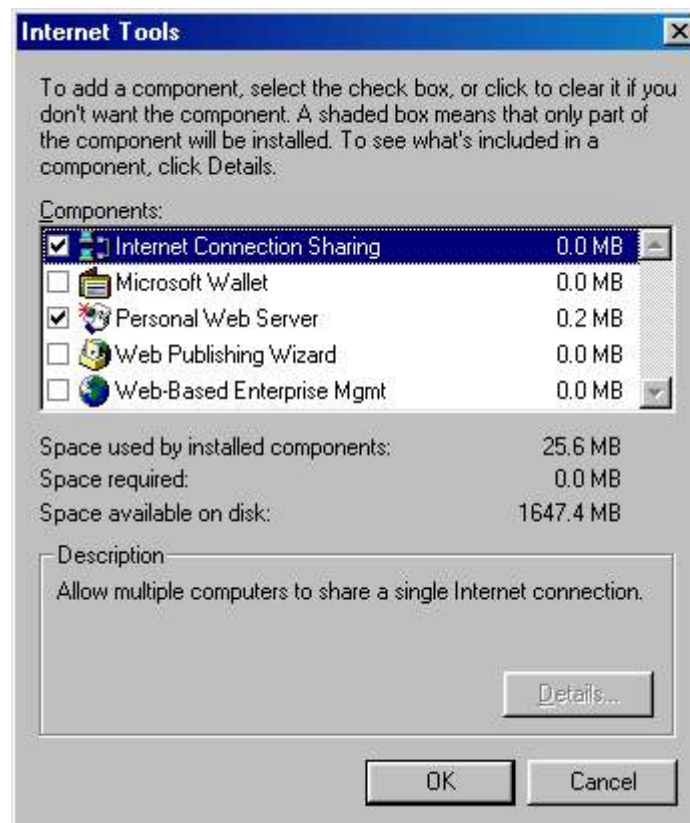 Internet Tools
To add a component, select the check box, or click to clear it if you
don't want the component. A shaded box means that only part of
the component will be installed. To see what's included in a
component, click Details.
Components:
Internet Connection Sharing 0.0 MB
Microsoft Wallet 0.0 MB
Personal Web Server 0.2 MB
Web Publishing Wizard 0.0 MB
Web-Based Enterprise Mgmt 0.0 MB
Space used by installed components: 25.6 MB
Space required: 0.0 MB
Space available on disk: 1647.4 MB
Description
Allow multiple computers to share a single Internet connection.
Details...
OK Cancel